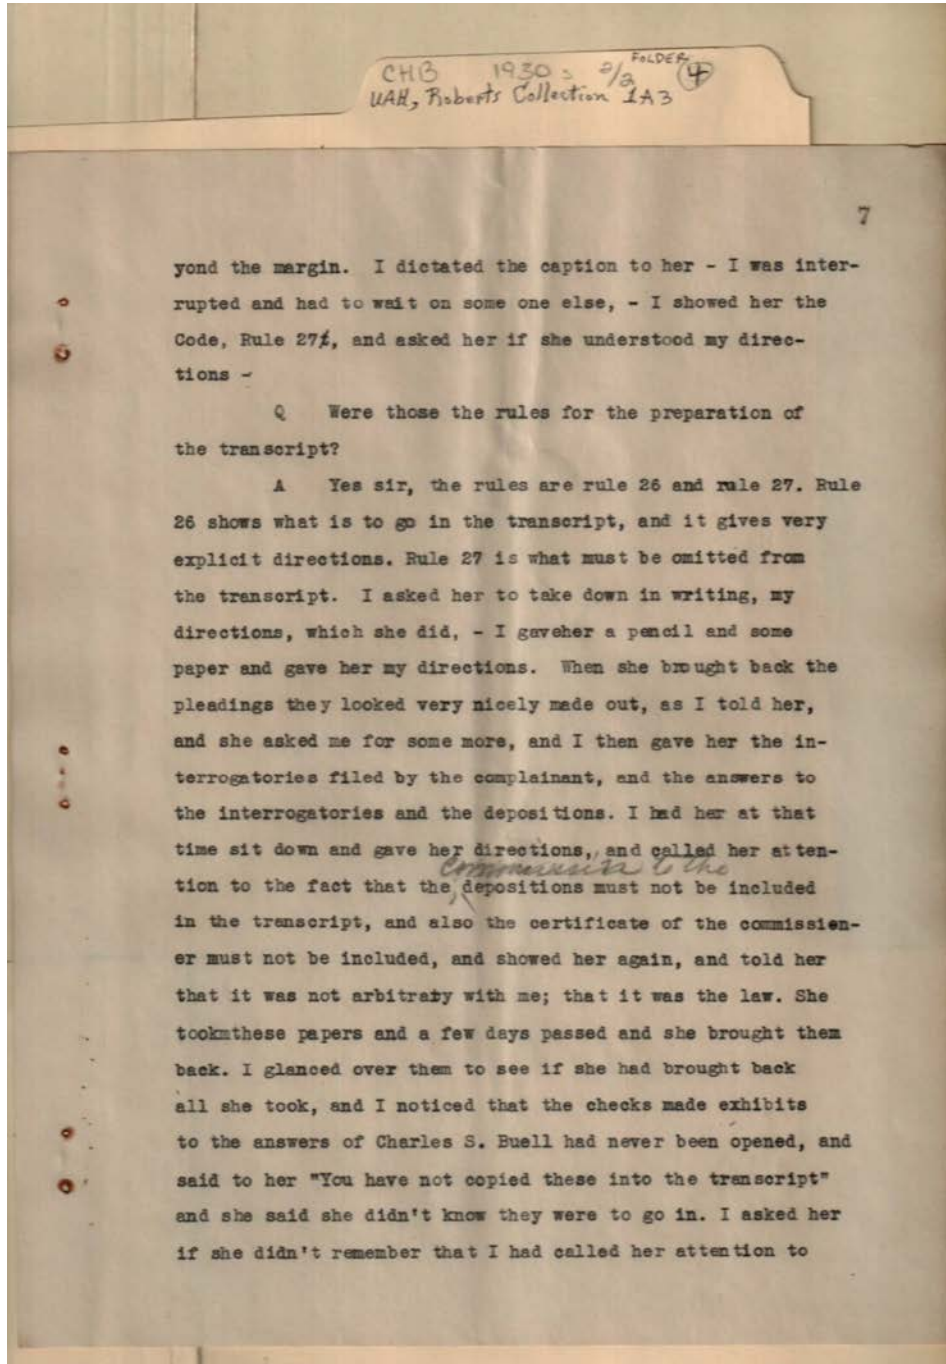 FOLDER
CHB 1930s 2/2 4
UAH, Roberts Collection 1A3
7
yond the margin. I dictated the caption to her - I was inter-
rupted and had to wait on some one else, - I showed her the
Code, Rule 27, and asked her if she understood my direc-
tions -
Q Were those the rules for the preparation of
the transcript?
A Yes sir, the rules are rule 26 and rule 27. Rule
26 shows what is to go in the transcript, and it gives very
explicit directions. Rule 27 is what must be omitted from
the transcript. I asked her to take down in writing, my
directions, which she did, - I gaveher a pencil and some
paper and gave her my directions. When she brought back the
pleadings they looked very nicely made out, as I told her,
and she asked me for some more, and I then gave her the in-
terrogatories filed by the complainant, and the answers to
the interrogatories and the depositions. I had her at that
time sit down and gave her directions, and called her atten-
to the
tion to the fact that the depositions must not be included
in the transcript, and also the certificate of the commission-
er must not be included, and showed her again, and told her
that it was not arbitraty with me; that it was the law. She
tookmthese papers and a few days passed and she brought them
back. I glanced over them to see if she had brought back
all she took, and I noticed that the checks made exhibits
to the answers of Charles S. Buell had never been opened, and
said to her "You have not copied these into the transcript"
and she said she didn't know they were to go in. I asked her
if she didn't remember that I had called her attention to